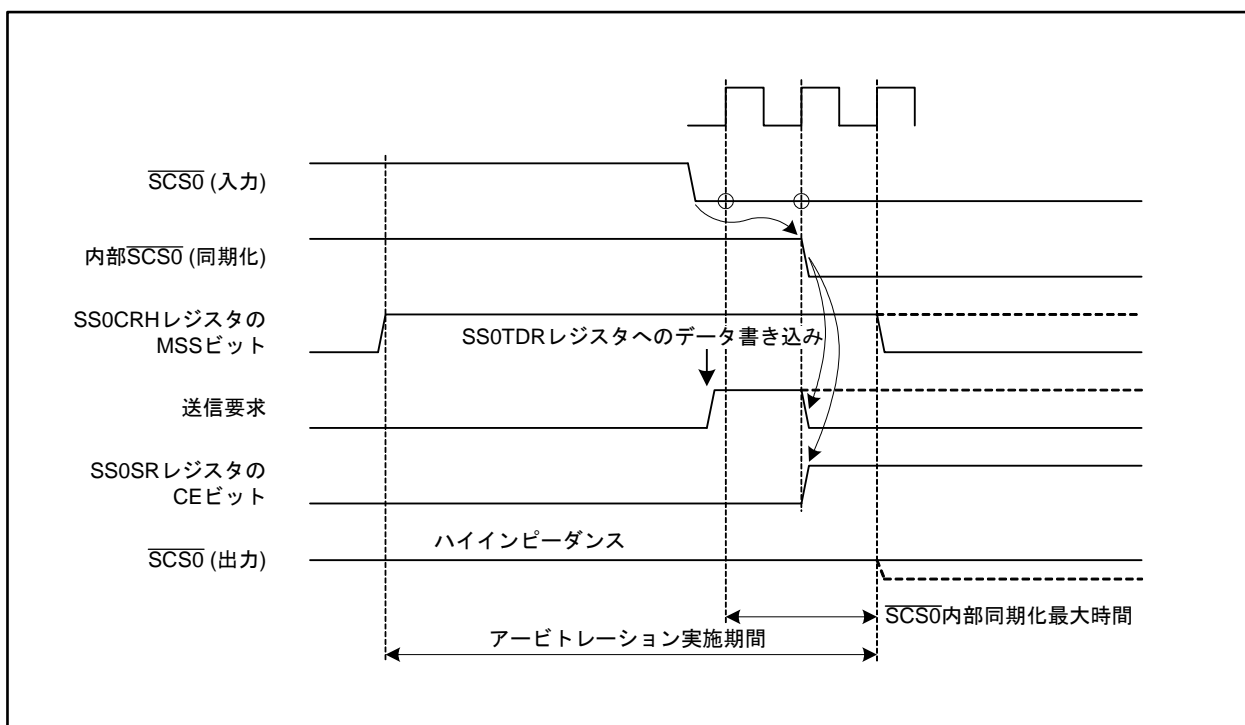 SCS0 (入力)
内部SCS0 (同期化)
SS0CRHレジスタの
MSSビット
SS0TDRレジスタへのデータ書き込み
送信要求
SS0SRレジスタの
CEビット
ハイインピーダンス
SCS0 (出力)
SCS0内部同期化最大時間
アービトレーション実施期間